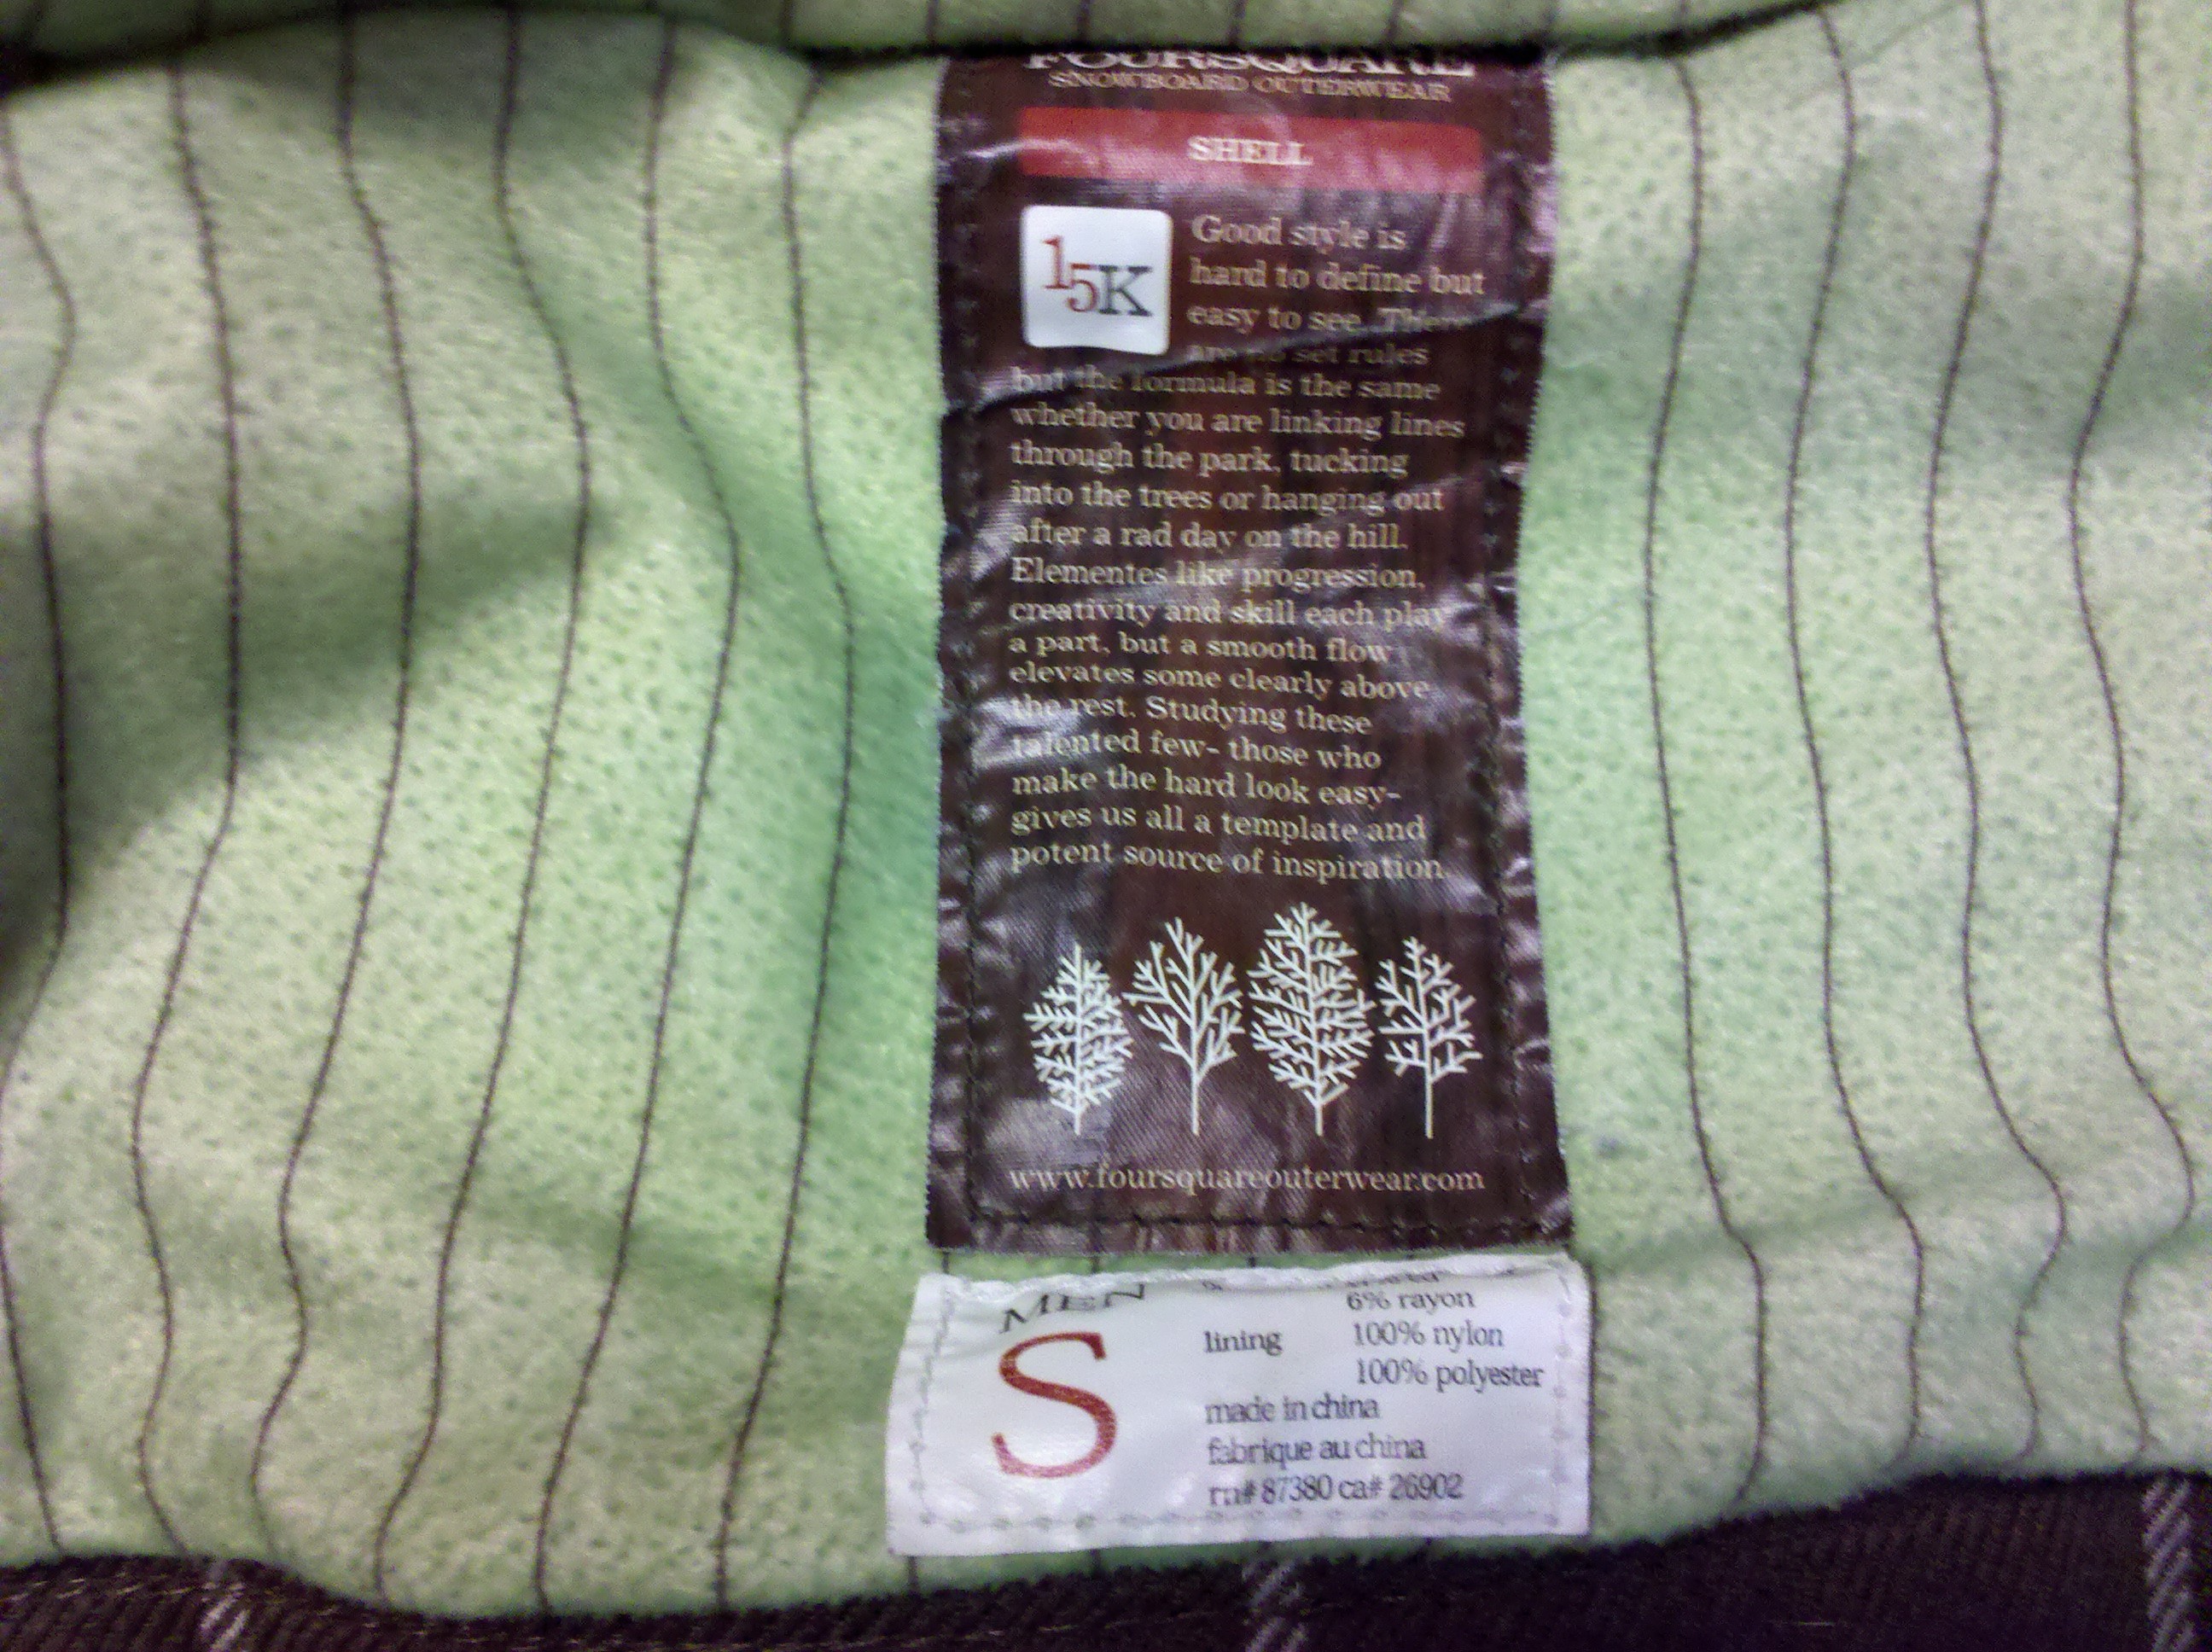 FOURSQUARE
SNOWBOARD OUTERWEAR
SHELL
15K
Good style is
hard to define but
easy to see. There
are no set rules
but the formula is the same
whether you are linking lines
through the park, tucking
into the trees or hanging out
after a rad day on the hill.
Elementes like progression,
creativity and skill each play
a part, but a smooth flow
elevates some clearly above
the rest. Studying these
talented few- those who
make the hard look easy-
gives us all a template and
potent source of inspiration.
www.foursquareouterwear.com
MEN
S
6% rayon
lining 100% nylon
100% polyester
made in china
fabrique au china
rn# 87380 ca# 26902